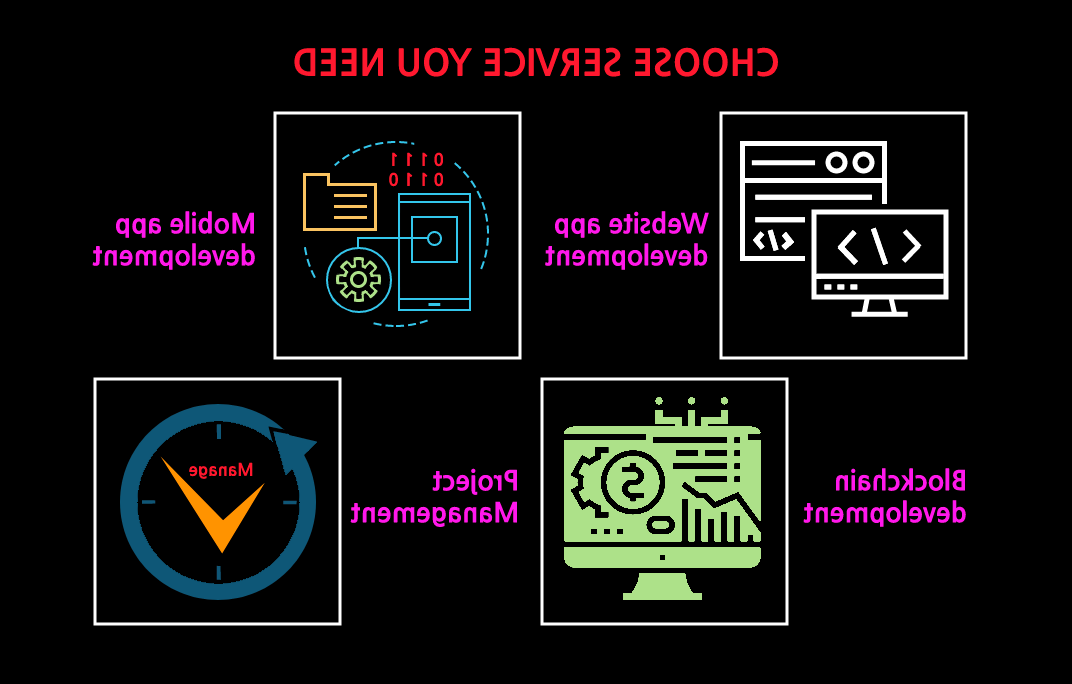 CHOOSE SERVICE YOU NEED
Website app
development
0 1 1 1
0 1 1 0
Mobile app
development
Blockchain
development
$
Project
Management
Manage